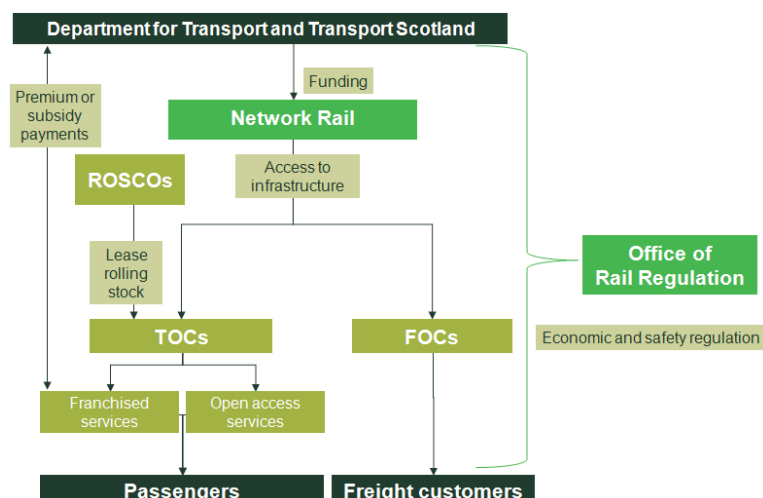 Department for Transport and Transport Scotland
Premium or
subsidy
payments
Funding
Network Rail
ROSCOs
Access to
infrastructure
Lease
rolling
stock
Office of
Rail Regulation
TOCs
FOCs
Economic and safety regulation
Franchised
services
Open access
services
Passengers
Freight customers